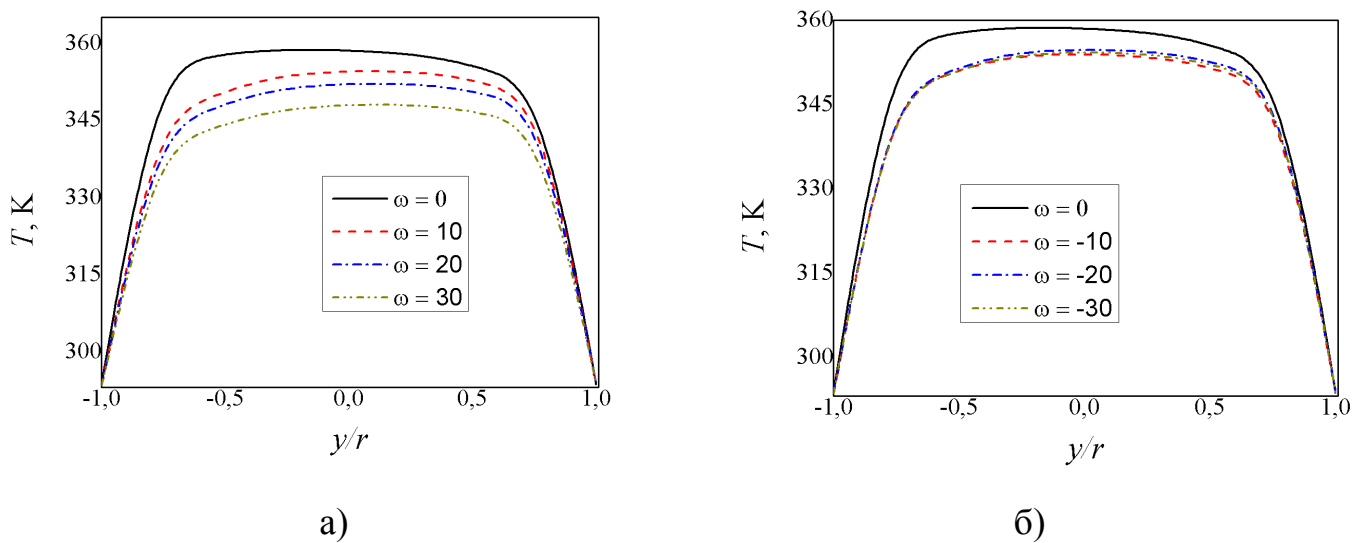 360
345
330
315
300
T, K
-1,0
-0,5
0,0
0,5
1,0
y/r
ω = 0
ω = 10
ω = 20
ω = 30
а)
360
345
330
315
300
T, K
-1,0
-0,5
0,0
0,5
1,0
y/r
ω = 0
ω = -10
ω = -20
ω = -30
б)